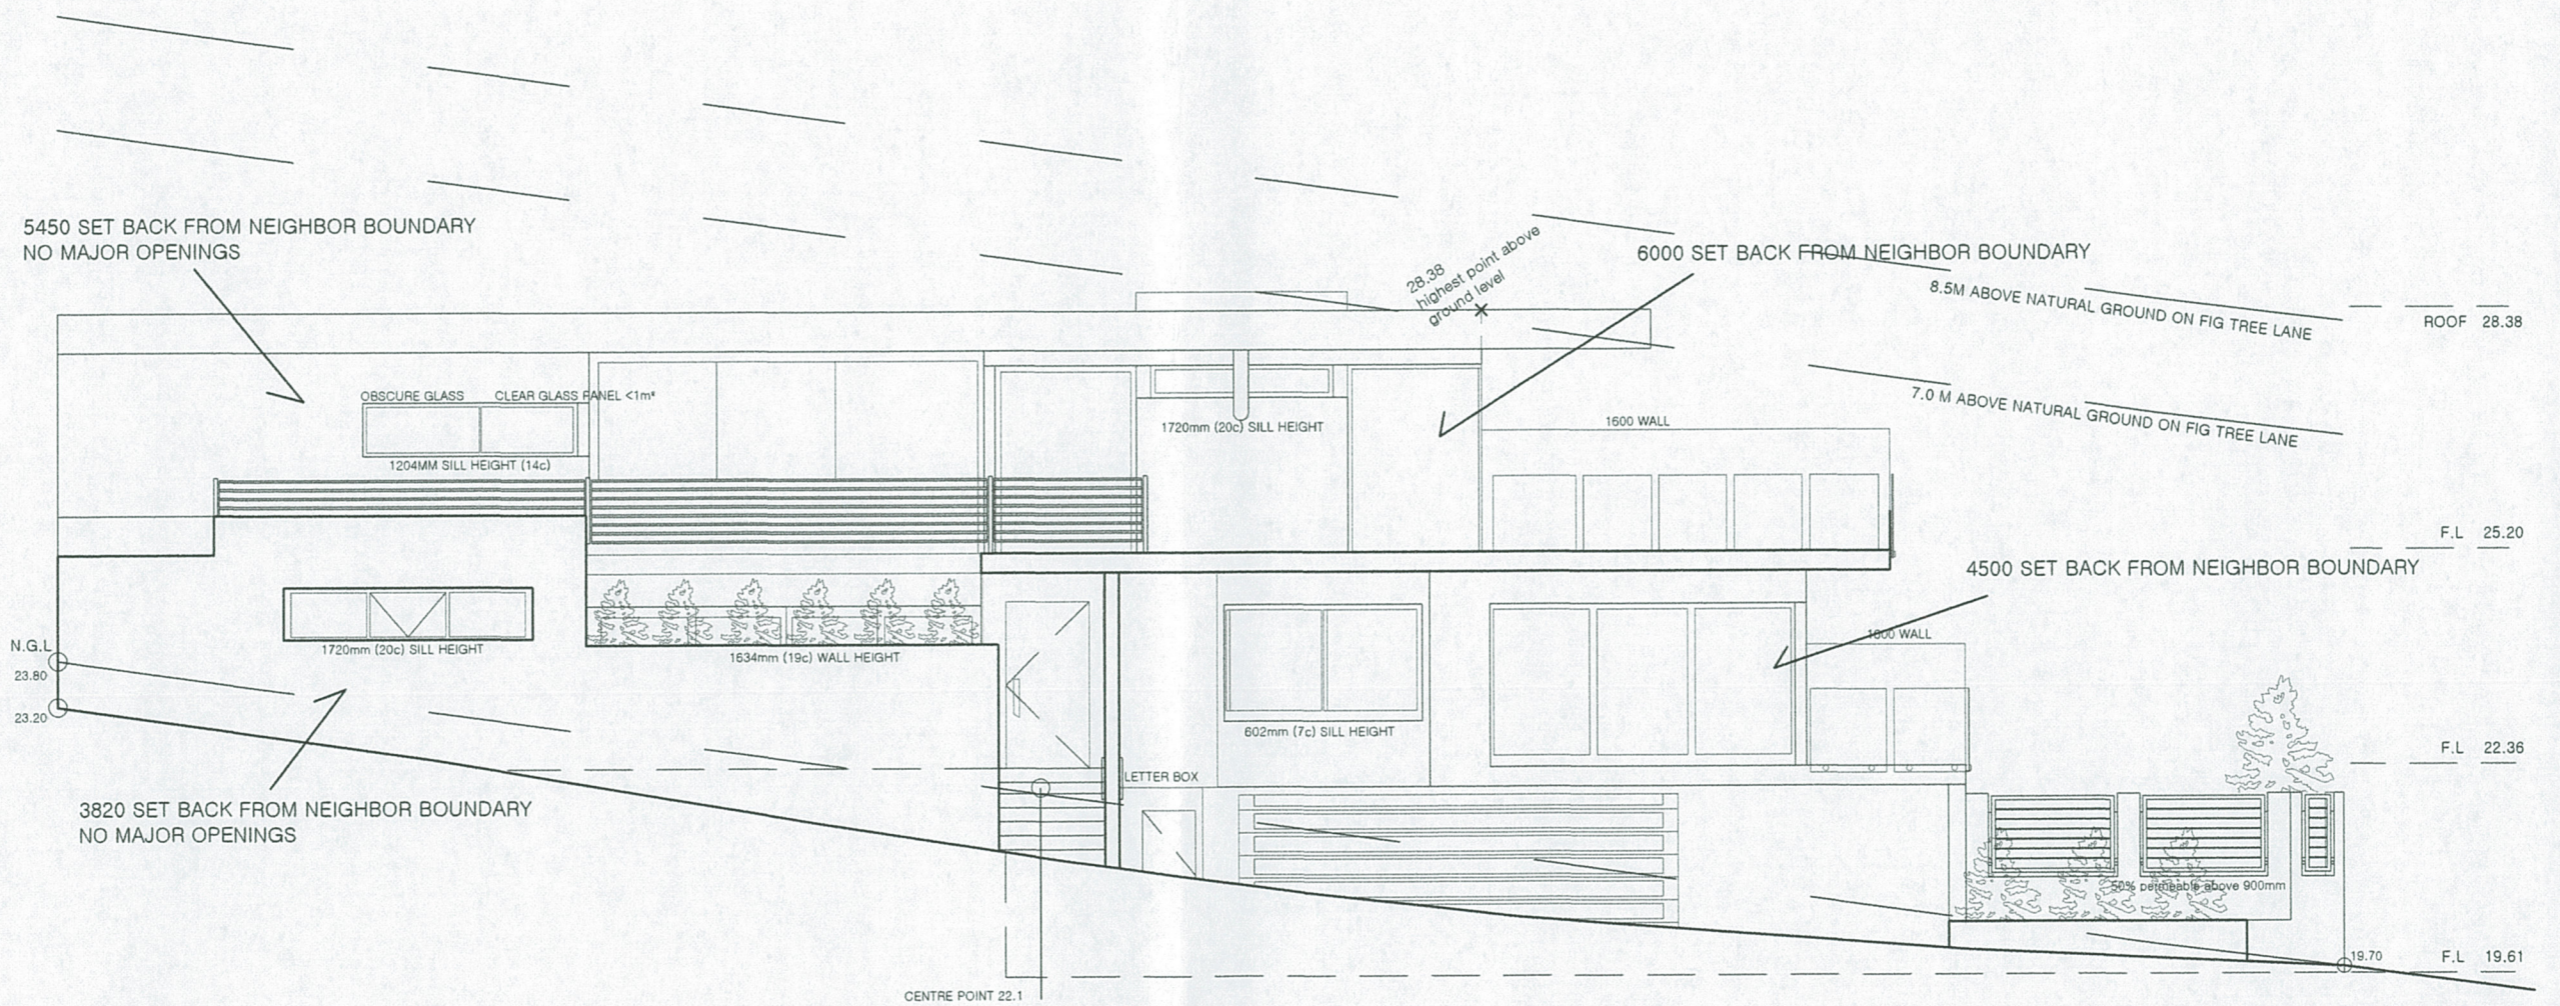 5450 SET BACK FROM NEIGHBOR BOUNDARY
NO MAJOR OPENINGS
28.38
highest point above
ground level
6000 SET BACK FROM NEIGHBOR BOUNDARY
8.5M ABOVE NATURAL GROUND ON FIG TREE LANE
ROOF 28.38
OBSCURE GLASS
CLEAR GLASS PANEL <1m²
1204MM SILL HEIGHT (14c)
1720mm (20c) SILL HEIGHT
1600 WALL
7.0 M ABOVE NATURAL GROUND ON FIG TREE LANE
F.L 25.20
4500 SET BACK FROM NEIGHBOR BOUNDARY
N.G.L
23.80
23.20
1720mm (20c) SILL HEIGHT
1634mm (19c) WALL HEIGHT
602mm (7c) SILL HEIGHT
WALL
F.L 22.36
LETTER BOX
3820 SET BACK FROM NEIGHBOR BOUNDARY
NO MAJOR OPENINGS
50% permeable above 900mm
19.70
F.L 19.61
CENTRE POINT 22.1